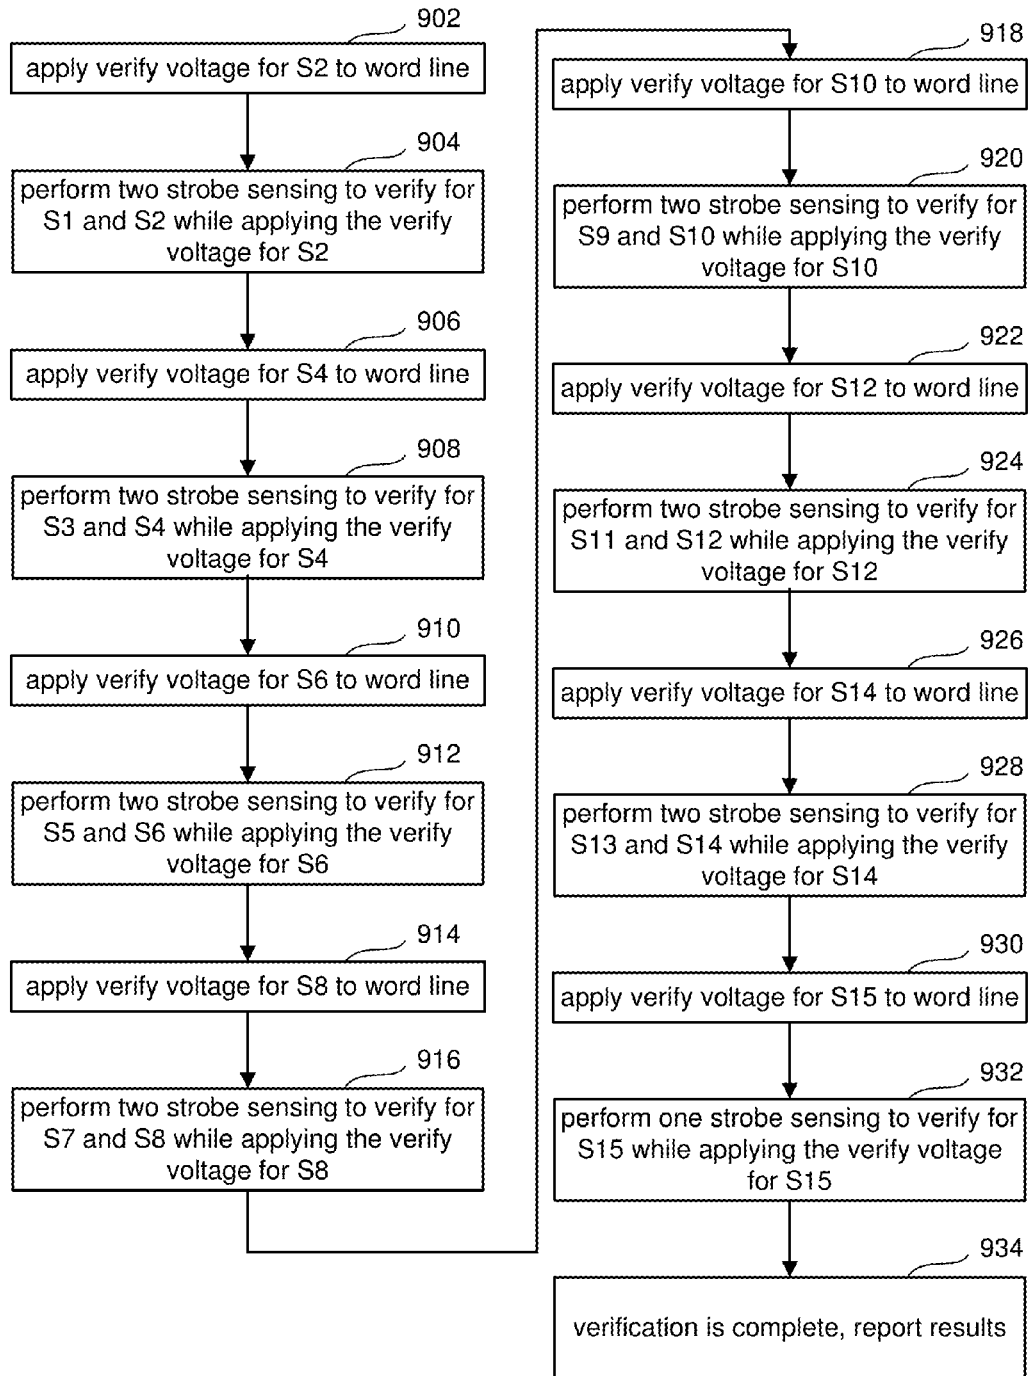 902
apply verify voltage for S2 to word line
904
perform two strobe sensing to verify for
S1 and S2 while applying the verify
voltage for S2
906
apply verify voltage for S4 to word line
908
perform two strobe sensing to verify for
S3 and S4 while applying the verify
voltage for S4
910
apply verify voltage for S6 to word line
912
perform two strobe sensing to verify for
S5 and S6 while applying the verify
voltage for S6
914
apply verify voltage for S8 to word line
916
perform two strobe sensing to verify for
S7 and S8 while applying the verify
voltage for S8
918
apply verify voltage for S10 to word line
920
perform two strobe sensing to verify for
S9 and S10 while applying the verify
voltage for S10
922
apply verify voltage for S12 to word line
924
perform two strobe sensing to verify for
S11 and S12 while applying the verify
voltage for S12
926
apply verify voltage for S14 to word line
928
perform two strobe sensing to verify for
S13 and S14 while applying the verify
voltage for S14
930
apply verify voltage for S15 to word line
932
perform one strobe sensing to verify for
S15 while applying the verify voltage
for S15
934
verification is complete, report results